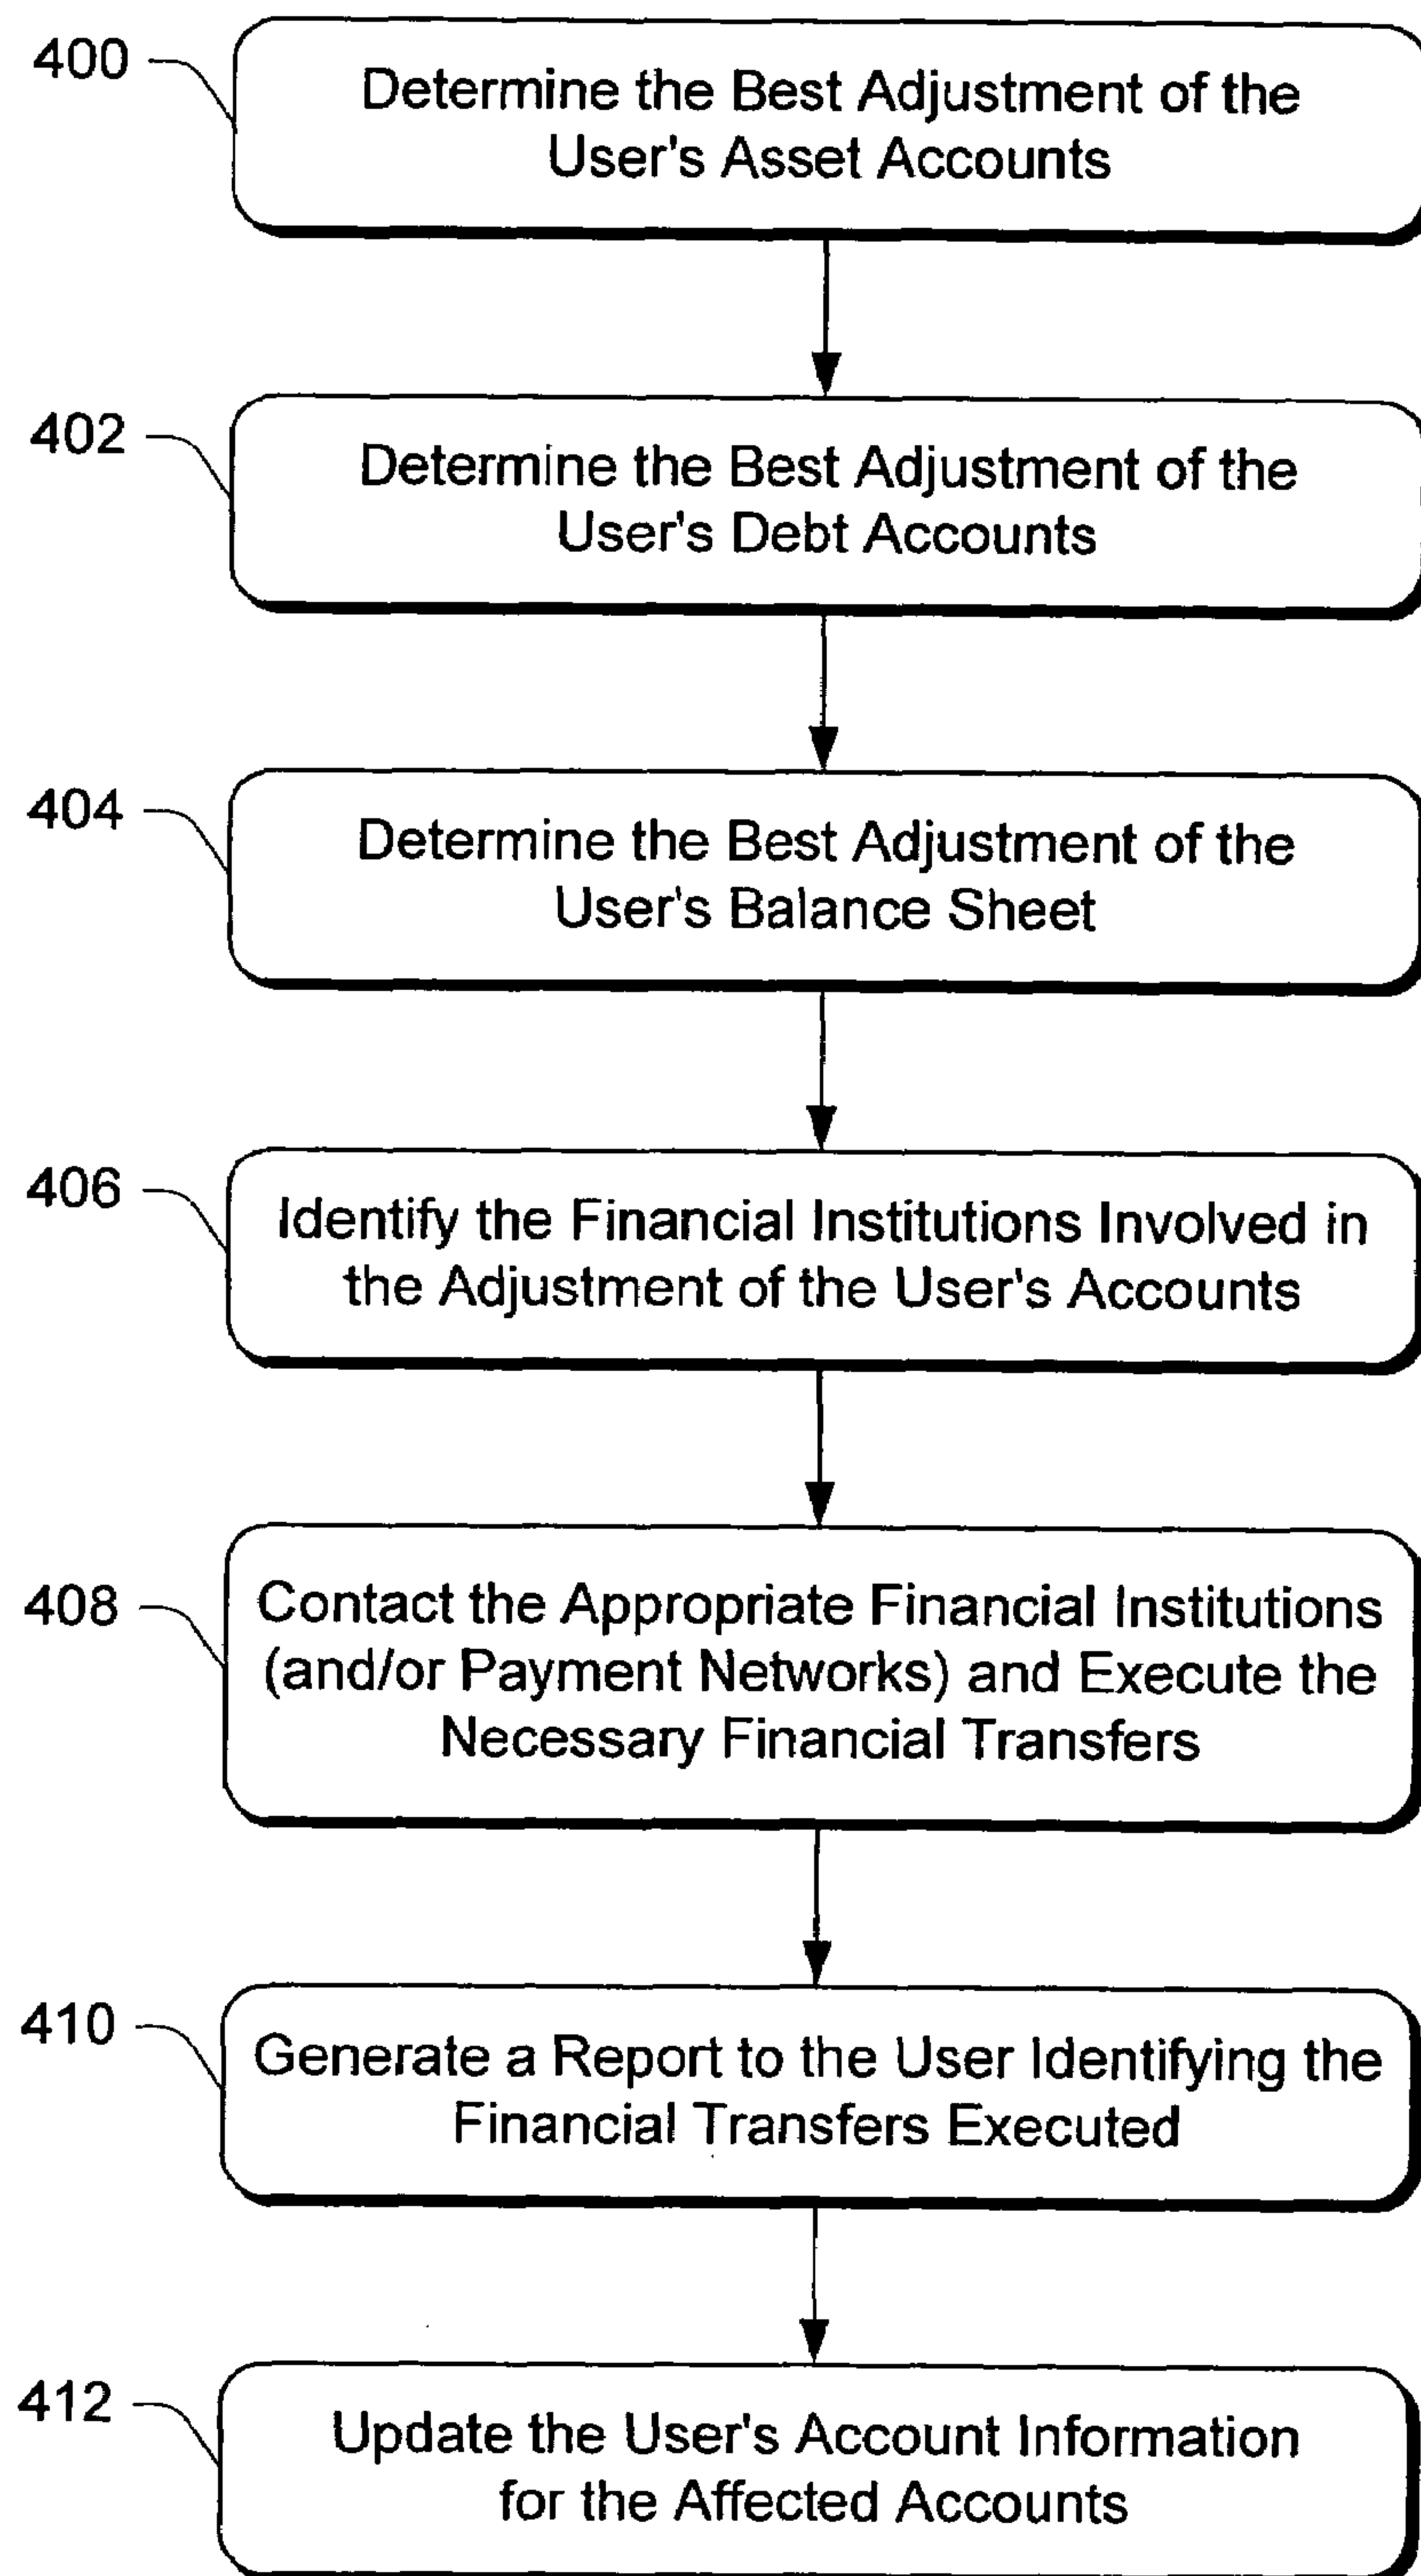 400
Determine the Best Adjustment of the
User's Asset Accounts
402
Determine the Best Adjustment of the
User's Debt Accounts
404
Determine the Best Adjustment of the
User's Balance Sheet
406
Identify the Financial Institutions Involved in
the Adjustment of the User's Accounts
408
Contact the Appropriate Financial Institutions
(and/or Payment Networks) and Execute the
Necessary Financial Transfers
410
Generate a Report to the User Identifying the
Financial Transfers Executed
412
Update the User's Account Information
for the Affected Accounts